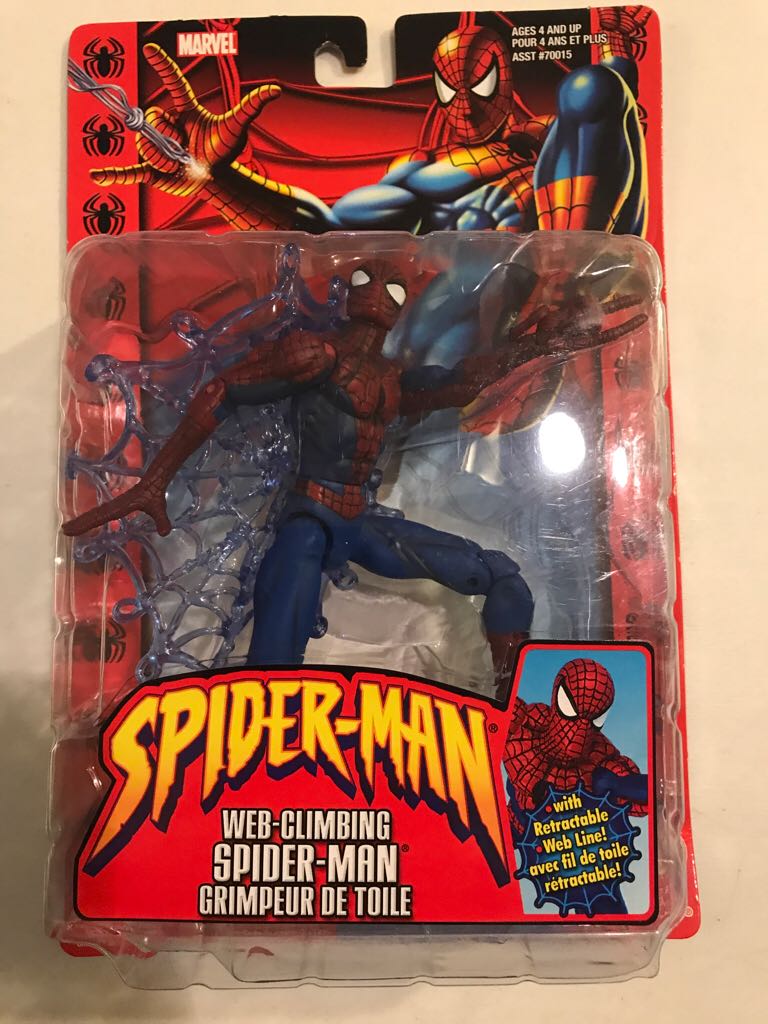 MARVEL
AGES 4 AND UP
POUR 4 ANS ET PLUS
ASST #70015
SPIDER-MAN®
WEB-CLIMBING
SPIDER-MAN®
GRIMPEUR DE TOILE
•with
Retractable
•Web Line!
avec fil de toile
rétractable!